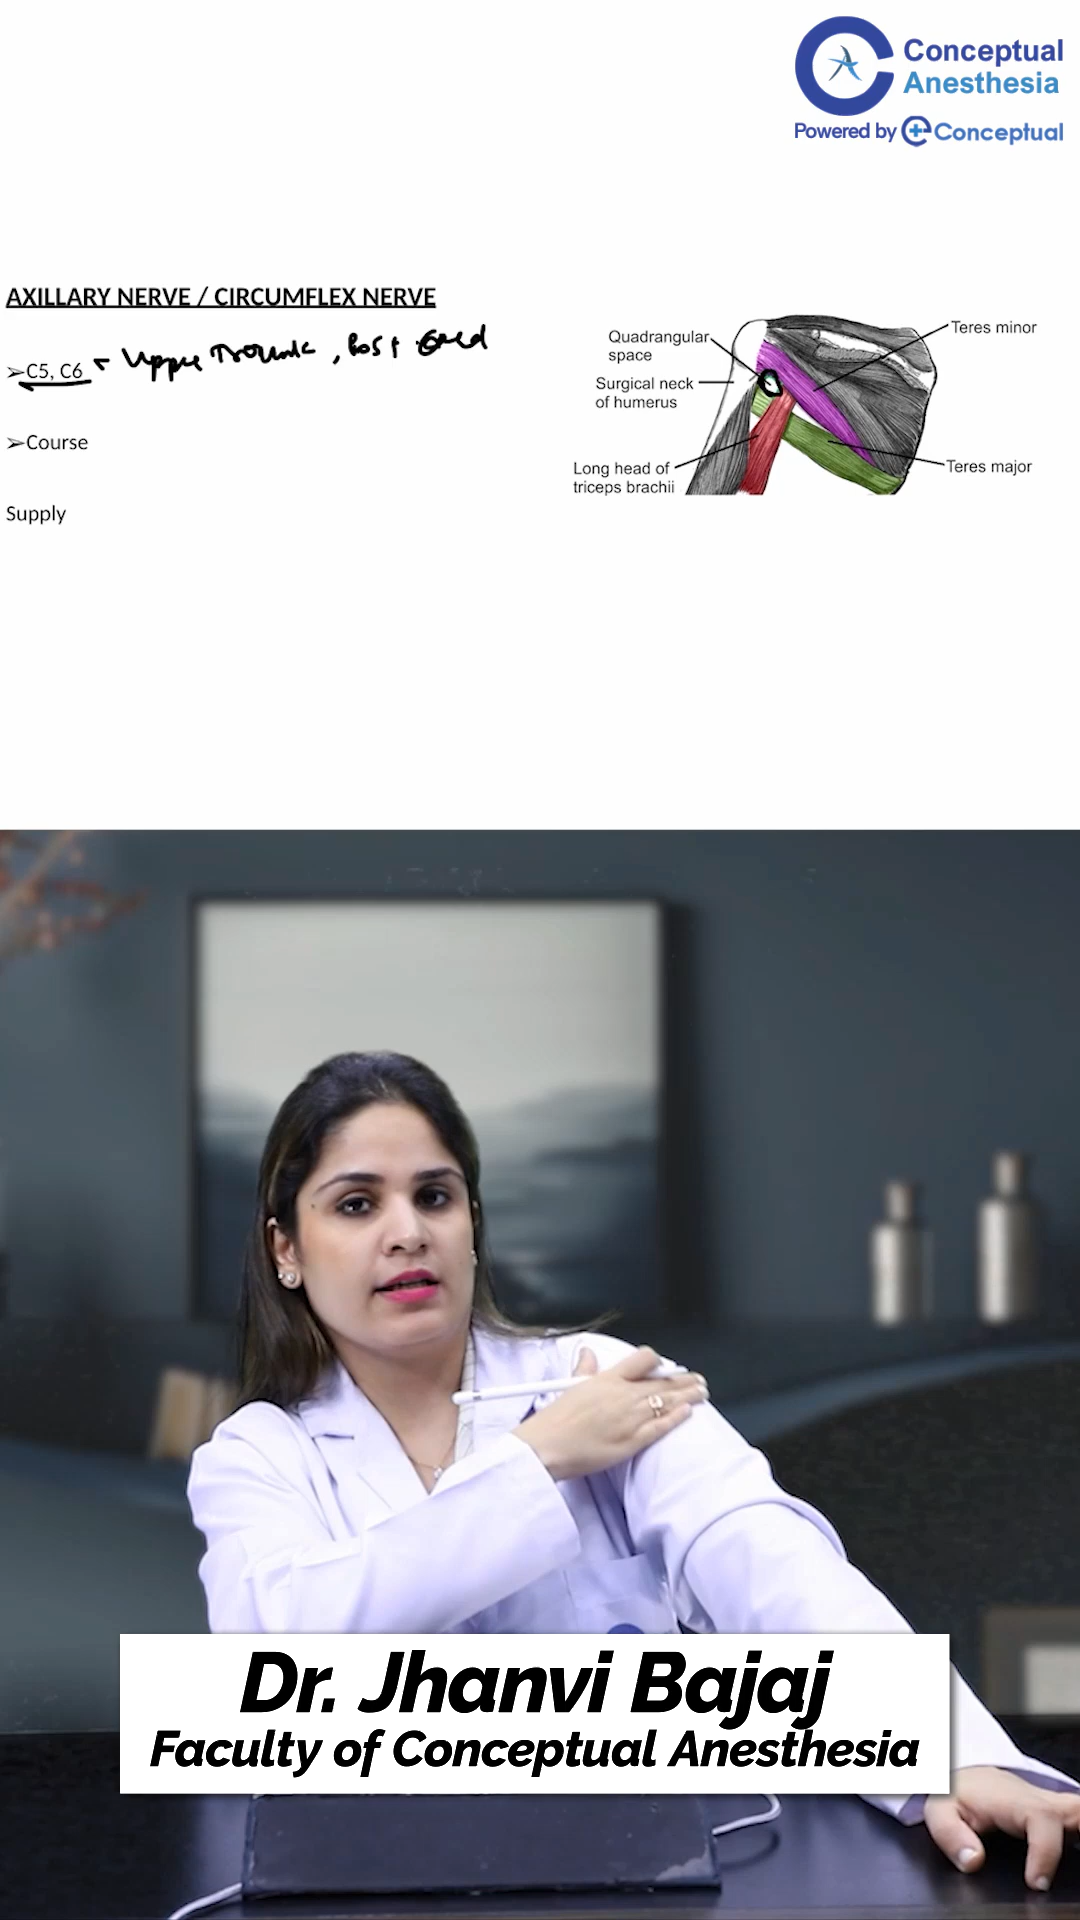 Conceptual
Anesthesia
Powered by Conceptual
AXILLARY NERVE / CIRCUMFLEX NERVE
➢C5, C6 - Upper Trunk, Post Cord
➢Course
Supply
Quadrangular
space
Surgical neck
of humerus
Long head of
triceps brachii
Teres minor
Teres major
Dr. Jhanvi Bajaj
Faculty of Conceptual Anesthesia